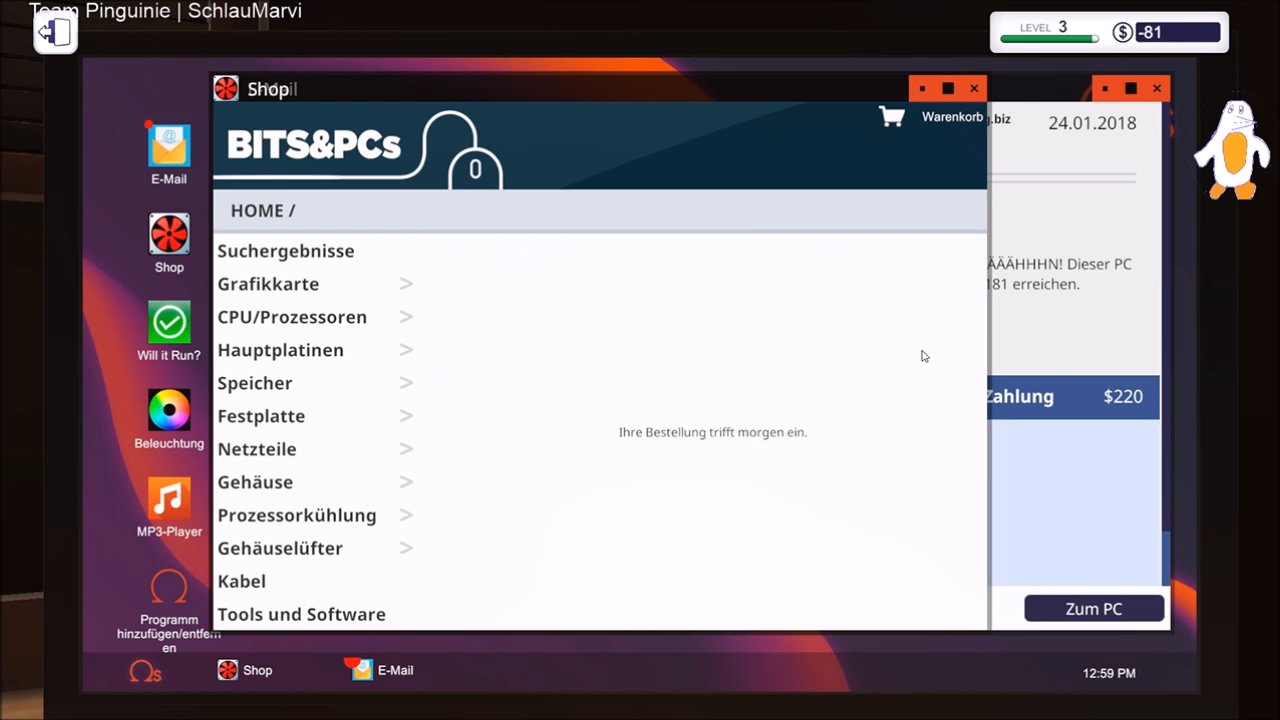 Team Pinguinie | SchlauMarvi
LEVEL 3
$ -81
Shop
BITS&PCs
Warenkorb
.biz
24.01.2018
HOME /
Suchergebnisse
Grafikkarte >
CPU/Prozessoren >
Hauptplatinen >
Speicher >
Festplatte >
Netzteile >
Gehäuse >
Prozessorkühlung >
Gehäuselüfter >
Kabel
Tools und Software
Ihre Bestellung trifft morgen ein.
ÄÄÄHHHN! Dieser PC
181 erreichen.
Zahlung $220
Zum PC
E-Mail
Shop
Will it Run?
Beleuchtung
MP3-Player
Programm
hinzufügen/entfern
en
Shop
E-Mail
12:59 PM